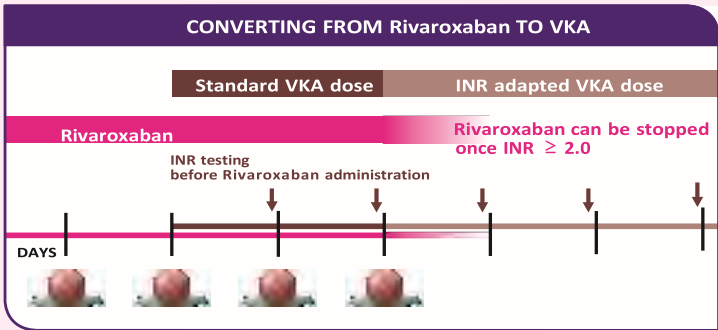 CONVERTING FROM Rivaroxaban TO VKA
Standard VKA dose
INR adapted VKA dose
Rivaroxaban
Rivaroxaban can be stopped
once INR ≥ 2.0
INR testing
before Rivaroxaban administration
DAYS